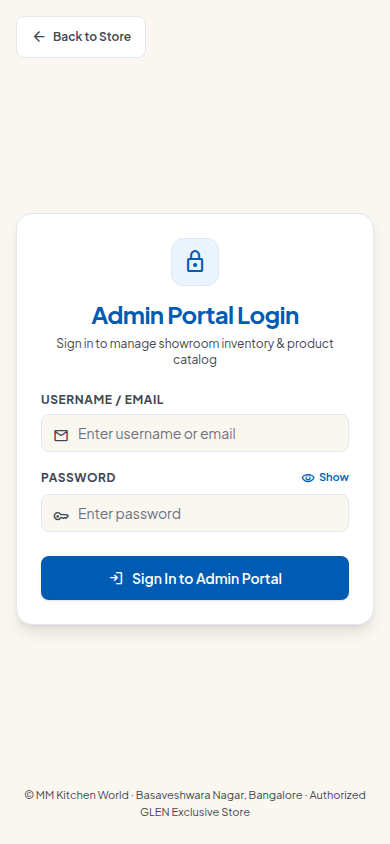 Back to Store
Admin Portal Login
Sign in to manage showroom inventory & product
catalog
USERNAME / EMAIL
Enter username or email
PASSWORD
Show
Enter password
Sign In to Admin Portal
© MM Kitchen World · Basaveshwara Nagar, Bangalore · Authorized
GLEN Exclusive Store